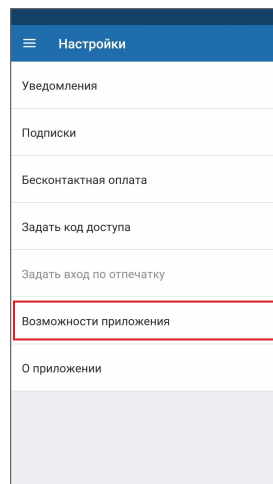 Настройки
Уведомления
Подписки
Бесконтактная оплата
Задать код доступа
Задать вход по отпечатку
Возможности приложения
О приложении